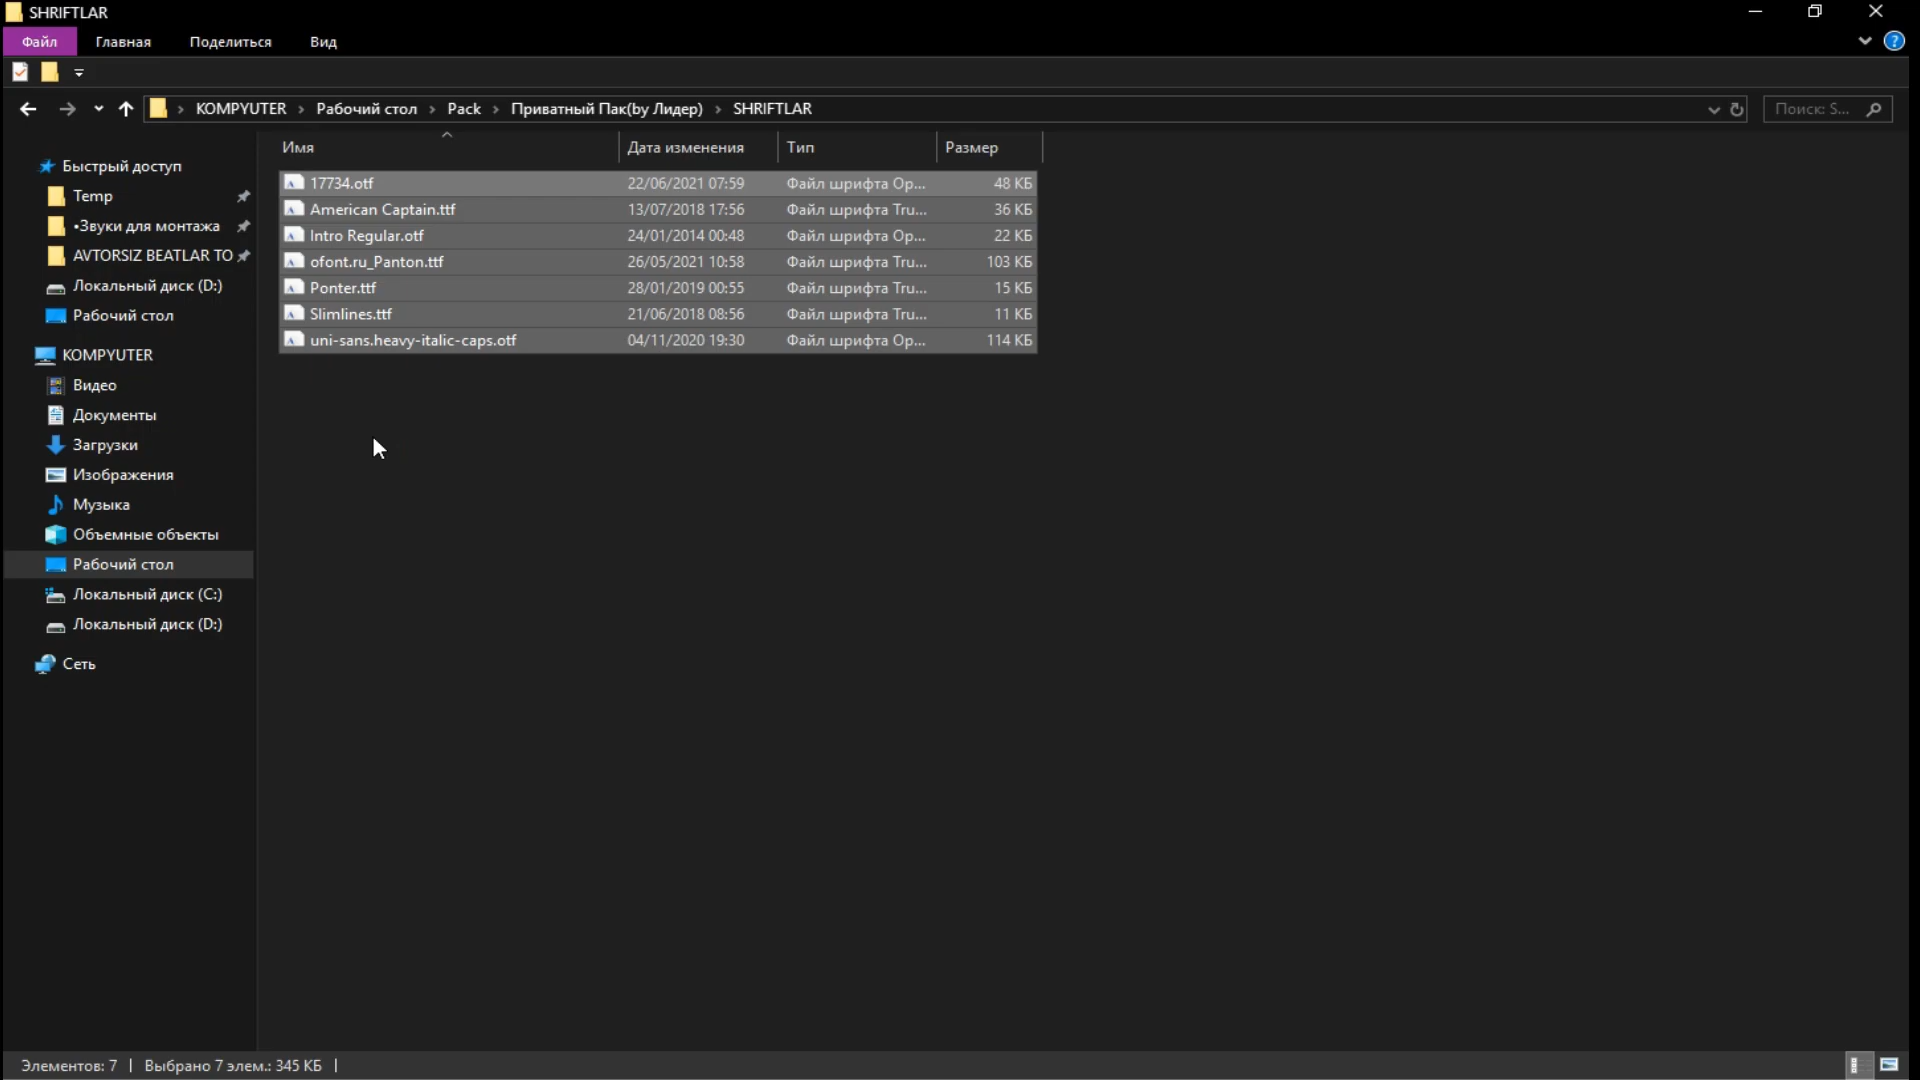 SHRIFTLAR
Файл Главная Поделиться Вид
KOMPYUTER › Рабочий стол › Pack › Приватный Пак(by Лидер) › SHRIFTLAR
Поиск: S...
Имя Дата изменения Тип Размер
17734.otf 22/06/2021 07:59 Файл шрифта Op... 48 КБ
American Captain.ttf 13/07/2018 17:56 Файл шрифта Tru... 36 КБ
Intro Regular.otf 24/01/2014 00:48 Файл шрифта Op... 22 КБ
ofont.ru_Panton.ttf 26/05/2021 10:58 Файл шрифта Tru... 103 КБ
Ponter.ttf 28/01/2019 00:55 Файл шрифта Tru... 15 КБ
Slimlines.ttf 21/06/2018 08:56 Файл шрифта Tru... 11 КБ
uni-sans.heavy-italic-caps.otf 04/11/2020 19:30 Файл шрифта Op... 114 КБ
Быстрый доступ
Temp
•Звуки для монтажа
AVTORSIZ BEATLAR TO
Локальный диск (D:)
Рабочий стол
KOMPYUTER
Видео
Документы
Загрузки
Изображения
Музыка
Объемные объекты
Рабочий стол
Локальный диск (C:)
Локальный диск (D:)
Сеть
Элементов: 7 | Выбрано 7 элем.: 345 КБ |